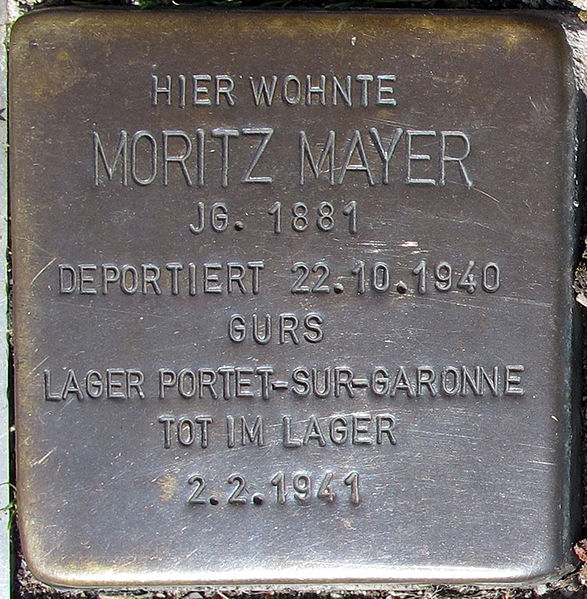 HIER WOHNTE
MORITZ MAYER
JG. 1881
DEPORTIERT 22.10.1940
GURS
LAGER PORTET-SUR-GARONNE
TOT IM LAGER
2.2.1941